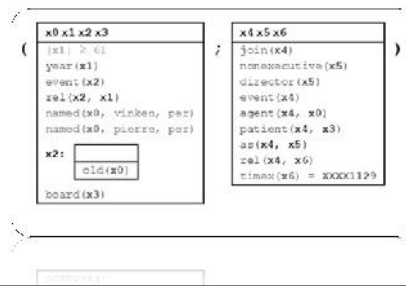 x0 x1 x2 x3
|x1| ≥ 61
year(x1)
event(x2)
rel(x2, x1)
named(x0, vinken, per)
named(x0, pierre, per)
x2:
old(x0)
board(x3)
(
;
x4 x5 x6
join(x4)
nonexecutive(x5)
director(x5)
event(x4)
agent(x4, x0)
patient(x4, x3)
as(x4, x5)
rel(x4, x6)
timex(x6) = XXXX1129
)